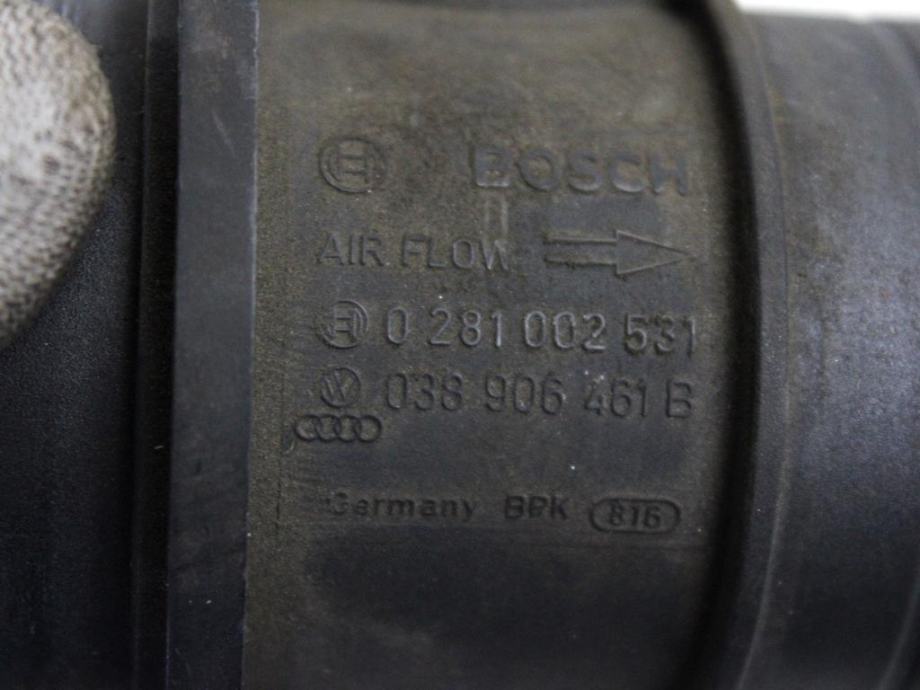 BOSCH
AIR FLOW
0 281 002 531
038 906 461 B
Germany BPK 816